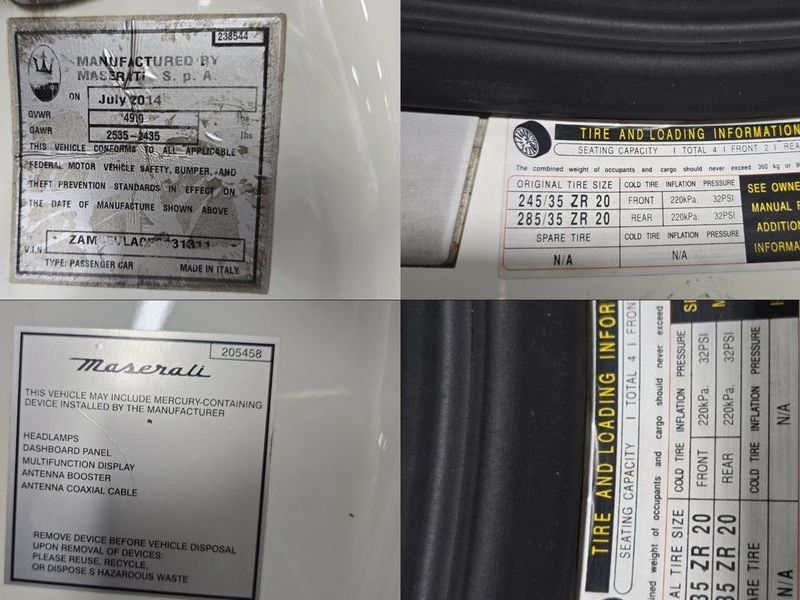 238544
MANUFACTURED BY
MASERATI S. p A.
ON July 2014
GVWR lbs
GAWR 2535-2435 lbs
THIS VEHICLE CONFORMS TO ALL APPLICABLE
FEDERAL MOTOR VEHICLE SAFETY, BUMPER, AND
THEFT PREVENTION STANDARDS IN EFFECT ON
THE DATE OF MANUFACTURE SHOWN ABOVE
V.I.N.
TYPE: PASSENGER CAR MADE IN ITALY
TIRE AND LOADING INFORMATION
SEATING CAPACITY | TOTAL 4 | FRONT 2 | REA
The combined weight of occupants and cargo should never exceed 360 kg or 8
ORIGINAL TIRE SIZE COLD TIRE INFLATION PRESSURE
245/35 ZR 20 FRONT 220kPa. 32PSI
285/35 ZR 20 REAR 220kPa. 32PSI
SPARE TIRE COLD TIRE INFLATION PRESSURE
N/A N/A
SEE OWNE
MANUAL F
ADDITIO
INFORMA
205458
Maserati
THIS VEHICLE MAY INCLUDE MERCURY-CONTAINING
DEVICE INSTALLED BY THE MANUFACTURER
HEADLAMPS
DASHBOARD PANEL
MULTIFUNCTION DISPLAY
ANTENNA BOOSTER
ANTENNA COAXIAL CABLE
REMOVE DEVICE BEFORE VEHICLE DISPOSAL
UPON REMOVAL OF DEVICES:
PLEASE REUSE, RECYCLE,
OR DISPOSE S HAZARDOUS WASTE
TIRE AND LOADING INFOR
SEATING CAPACITY | TOTAL 4 | FRON
ined weight of occupants and cargo should never exceed
AL TIRE SIZE COLD TIRE INFLATION PRESSURE
35 ZR 20 FRONT 220kPa. 32PSI
35 ZR 20 REAR 220kPa. 32PSI
ARE TIRE COLD TIRE INFLATION PRESSURE
N/A N/A